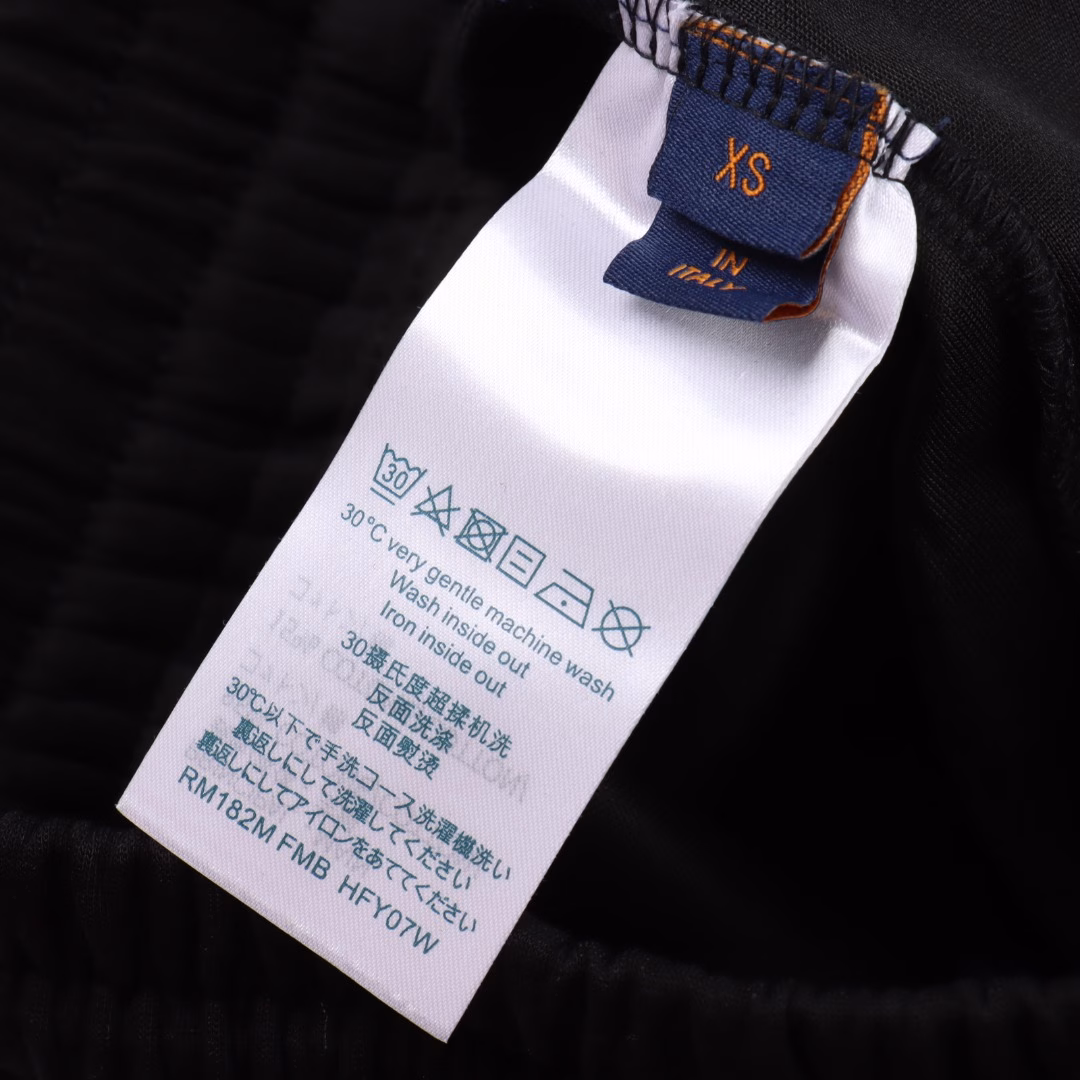 XS
IN
ITALY
30
30°C very gentle machine wash
Wash inside out
Iron inside out
30摄氏度超揉机洗
反面洗涤
反面熨烫
30℃以下で手洗コース洗濯機洗い
裏返しにして洗濯してください
裏返しにしてアイロンをあててください
RM182M FMB HFY07W